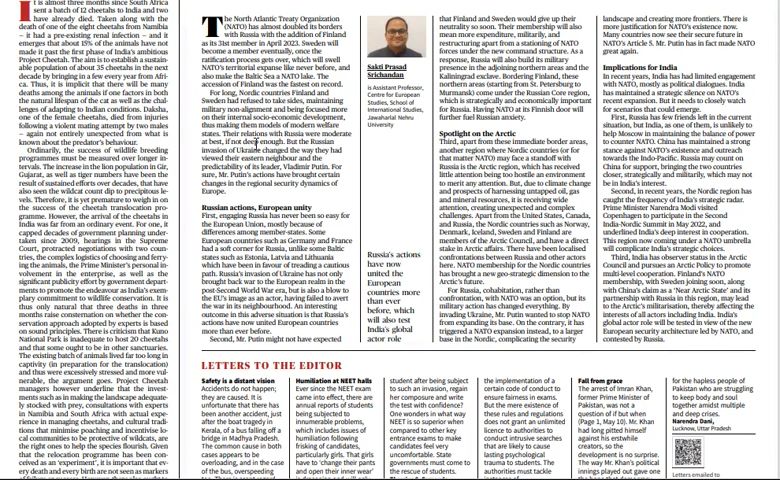 It is almost three months since South Africa
sent a batch of 12 cheetahs to India and two
have already died. Taken along with the
death of one of the eight cheetahs from Namibia
– it had a pre-existing renal infection – and it
emerges that about 15% of the animals have not
made it past the first phase of India's ambitious
Project Cheetah. The aim is to establish a sustain-
able population of about 35 cheetahs in the next
decade by bringing in a few every year from Afri-
ca. Thus, it is implicit that there will be many
deaths among the animals if one factors in both
the natural lifespan of the cat as well as the chal-
lenges of adapting to Indian conditions. Daksha,
one of the female cheetahs, died from injuries
following a violent mating attempt by two males
– again not entirely unexpected from what is
known about the predator's behaviour.
Ordinarily, the success of wildlife breeding
programmes must be measured over longer in-
tervals. The increase in the lion population in Gir,
Gujarat, as well as tiger numbers have been the
result of sustained efforts over decades, that have
also seen the wildcat count dip to precipitous le-
vels. Therefore, it is yet premature to weigh in on
the success of the cheetah translocation pro-
gramme. However, the arrival of the cheetahs in
India was far from an ordinary event. For one, it
capped decades of government planning under-
taken since 2009, hearings in the Supreme
Court, protracted negotiations with two coun-
tries, the complex logistics of choosing and ferry-
ing the animals, the Prime Minister's personal in-
volvement in the enterprise, as well as the
significant publicity effort by government depart-
ments to promote the endeavour as India's exem-
plary commitment to wildlife conservation. It is
thus only natural that three deaths in three
months raise consternation on whether the con-
servation approach adopted by experts is based
on sound principles. There is criticism that Kuno
National Park is inadequate to host 20 cheetahs
and that some ought to be in other sanctuaries.
The existing batch of animals lived far too long in
captivity (in preparation for the translocation)
and thus were excessively stressed and more vul-
nerable, the argument goes. Project Cheetah
managers however underline that the invest-
ments such as in making the landscape adequate-
ly stocked with prey, consultations with experts
in Namibia and South Africa with actual expe-
rience in managing cheetahs, and cultural tradi-
tions that minimise poaching and incentivise lo-
cal communities to be protective of wildcats, are
the right ones to help the species flourish. Given
that the relocation programme has been con-
ceived as an 'experiment', it is important that ev-
ery death and every birth are not seen as markers
The North Atlantic Treaty Organization
(NATO) has almost doubled its borders
with Russia with the addition of Finland
as its 31st member in April 2023. Sweden will
become a member eventually, once the
ratification process gets over, which will swell
NATO's territorial expanse like never before, and
also make the Baltic Sea a NATO lake. The
accession of Finland was the fastest on record.
For long, Nordic countries Finland and
Sweden had refused to take sides, maintaining
military non-alignment and being focused more
on their internal socio-economic development,
thus making them models of modern welfare
states. Their relations with Russia were moderate
at best, if not deep enough. But the Russian
invasion of Ukraine changed the way they had
viewed their eastern neighbour and the
predictability of its leader, Vladimir Putin. For
sure, Mr. Putin's actions have brought certain
changes in the regional security dynamics of
Europe.
Russian actions, European unity
First, engaging Russia has never been so easy for
the European Union, mostly because of
differences among member-states. Some
European countries such as Germany and France
had a soft corner for Russia, unlike some Baltic
states such as Estonia, Latvia and Lithuania
which have been in favour of treading a cautious
path. Russia's invasion of Ukraine has not only
brought back war to the European realm in the
post-Second World War era, but is also a blow to
the EU's image as an actor, having failed to avert
the war in its neighbourhood. An interesting
outcome in this adverse situation is that Russia's
actions have now united European countries
more than ever before.
Second, Mr. Putin might not have expected
Sakti Prasad
Srichandan
is Assistant Professor,
Centre for European
Studies, School of
International Studies,
Jawaharlal Nehru
University
Russia's
actions have
now
united the
European
countries
more than
ever
before, which
will also test
India's global
actor role
that Finland and Sweden would give up their
neutrality so soon. Their membership will also
mean more expenditure, militarily, and
restructuring apart from a stationing of NATO
forces under the new command structure. As a
response, Russia will also build its military
presence in the adjoining northern areas and the
Kaliningrad exclave. Bordering Finland, these
northern areas (starting from St. Petersburg to
Murmansk) come under the Russian Core region,
which is strategically and economically important
for Russia. Having NATO at its Finnish door will
further fuel Russian anxiety.
Spotlight on the Arctic
Third, apart from these immediate border areas,
another region where Nordic countries (or for
that matter NATO) may face a standoff with
Russia is the Arctic region, which has received
little attention being too hostile an environment
to merit any attention. But, due to climate change
and prospects of harnessing untapped oil, gas
and mineral resources, it is receiving wide
attention, creating unexpected and complex
challenges. Apart from the United States, Canada,
and Russia, the Nordic countries such as Norway,
Denmark, Iceland, Sweden and Finland are
members of the Arctic Council, and have a direct
stake in Arctic affairs. There have been localised
confrontations between Russia and other actors
here. NATO membership for the Nordic countries
has brought a new geo-strategic dimension to the
Arctic's future.
For Russia, cohabitation, rather than
confrontation, with NATO was an option, but its
military action has changed everything. By
invading Ukraine, Mr. Putin wanted to stop NATO
from expanding its base. On the contrary, it has
triggered a NATO expansion instead, to a larger
base in the Nordic, complicating the security
landscape and creating more frontiers. There is
more justification for NATO's existence now.
Many countries now see their secure future in
NATO's Article 5. Mr. Putin has in fact made NATO
great again.
Implications for India
In recent years, India has had limited engagement
with NATO, mostly as political dialogues. India
has maintained a strategic silence on NATO's
recent expansion. But it needs to closely watch
for scenarios that could emerge.
First, Russia has few friends left in the current
situation, but India, as one of them, is unlikely to
help Moscow in maintaining the balance of power
to counter NATO. China has maintained a strong
stance against NATO's existence and outreach
towards the Indo-Pacific. Russia may count on
China for support, bringing the two countries
closer, strategically and militarily, which may not
be in India's interest.
Second, in recent years, the Nordic region has
caught the frequency of India's strategic radar.
Prime Minister Narendra Modi visited
Copenhagen to participate in the Second
India-Nordic Summit in May 2022, and
underlined India's deep interest in cooperation.
This region now coming under a NATO umbrella
will complicate India's strategic choices.
Third, India has observer status in the Arctic
Council and pursues an Arctic Policy to promote
multi-level cooperation. Finland's NATO
membership, with Sweden joining soon, along
with China's claim as a 'Near Arctic State' and its
partnership with Russia in this region, may lead
to the Arctic's militarisation, thereby affecting the
interests of all actors including India. India's
global actor role will be tested in view of the new
European security architecture led by NATO, and
contested by Russia.
LETTERS TO THE EDITOR
Safety is a distant vision
Accidents do not happen;
they are caused. It is
unfortunate that there has
been another accident, just
after the boat tragedy in
Kerala, of a bus falling off a
bridge in Madhya Pradesh.
The common cause in both
cases appears to be
overloading, and in the case
of the bus, overspeeding
Humiliation at NEET halls
Ever since the NEET exam
came into effect, there are
annual reports of students
being subjected to
innumerable problems,
which includes issues of
humiliation following
frisking of candidates,
particularly girls. That girls
have to 'change their pants
and open their inner wear'
student after being subject
to such an invasion, regain
her composure and write
the test with confidence?
One wonders in what way
NEET is so superior when
compared to other key
entrance exams to make
candidates feel very
uncomfortable. State
governments must come to
the rescue of students.
the implementation of a
certain code of conduct to
ensure fairness in exams.
But the mere existence of
these rules and regulations
does not grant an unlimited
licence to authorities to
conduct intrusive searches
that are likely to cause
lasting psychological
trauma to students. The
authorities must tackle
Fall from grace
The arrest of Imran Khan,
former Prime Minister of
Pakistan, was not a
question of if but when
(Page 1, May 10). Mr. Khan
had got pitted himself
against his erstwhile
creators, so the
development is no surprise.
The way Mr. Khan's political
innings played out gave one
for the hapless people of
Pakistan who are struggling
to keep body and soul
together amidst multiple
and deep crises.
Narendra Dani,
Lucknow, Uttar Pradesh
Letters emailed to